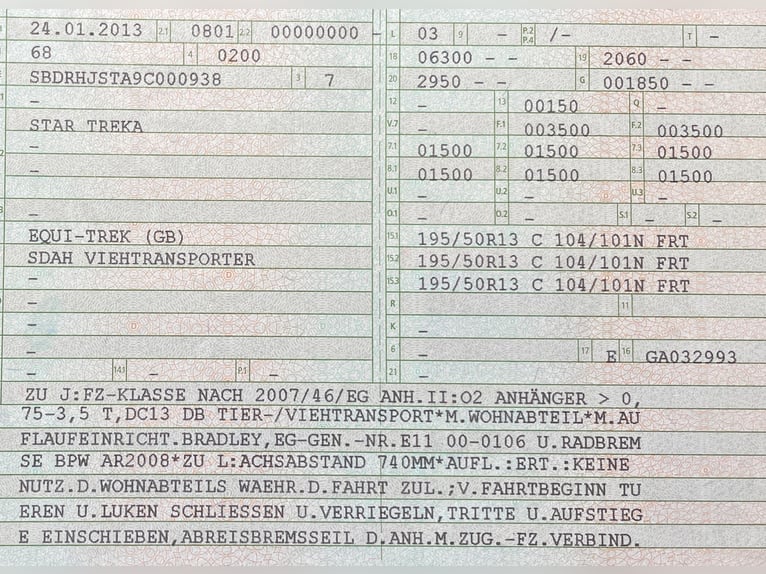 24.01.2013 2.1 0801 2.2 00000000 - L 03 9 - P.2 P.4 /- T -
68 4 0200 18 06300 - - 19 2060 - -
SBDRHJSTA9C000938 3 7 20 2950 - - G 001850 - -
- 12 - 13 00150 Q -
STAR TREKA V.7 - F.1 003500 F.2 003500
- 7.1 01500 7.2 01500 7.3 01500
- 8.1 01500 8.2 01500 8.3 01500
U.1 - U.2 - U.3 -
- O.1 - O.2 - S.1 - S.2 -
EQUI-TREK (GB) 15.1 195/50R13 C 104/101N FRT
SDAH VIEHTRANSPORTER 15.2 195/50R13 C 104/101N FRT
- 15.3 195/50R13 C 104/101N FRT
- R 11
- K -
- 6 - 17 E 16 GA032993
- 14.1 - P.1 - 21 -
ZU J:FZ-KLASSE NACH 2007/46/EG ANH.II:O2 ANHÄNGER > 0,
75-3,5 T,DC13 DB TIER-/VIEHTRANSPORT*M.WOHNABTEIL*M.AU
FLAUFEINRICHT.BRADLEY,EG-GEN.-NR.E11 00-0106 U.RADBREM
SE BPW AR2008*ZU L:ACHSABSTAND 740MM*AUFL.:ERT.:KEINE
NUTZ.D.WOHNABTEILS WAEHR.D.FAHRT ZUL.;V.FAHRTBEGINN TU
EREN U.LUKEN SCHLIESSEN U.VERRIEGELN,TRITTE U.AUFSTIEG
E EINSCHIEBEN,ABREISBREMSSEIL D.ANH.M.ZUG.-FZ.VERBIND.